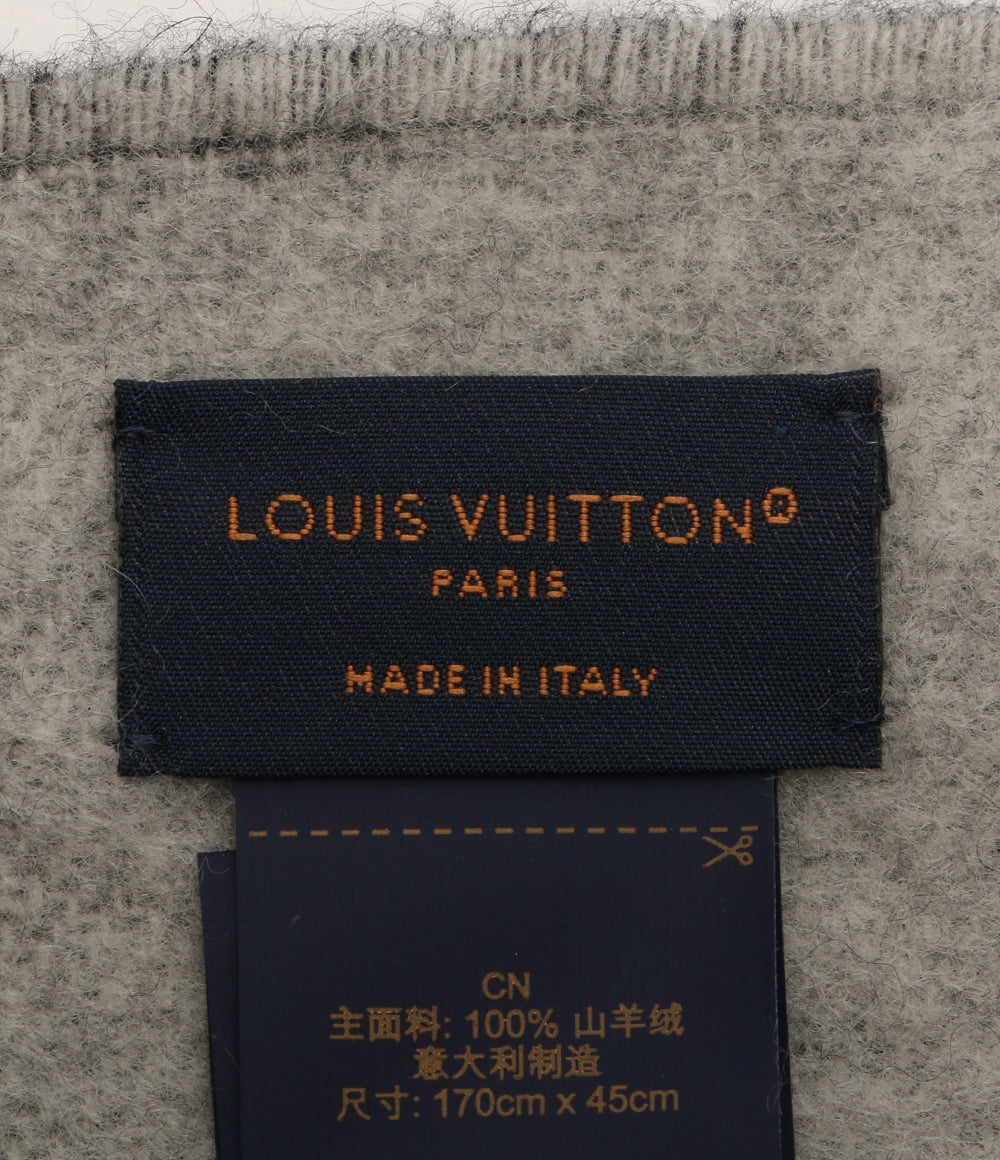 LOUIS VUITTON®
PARIS
MADE IN ITALY
CN
主面料: 100% 山羊绒
意大利制造
尺寸: 170cm x 45cm